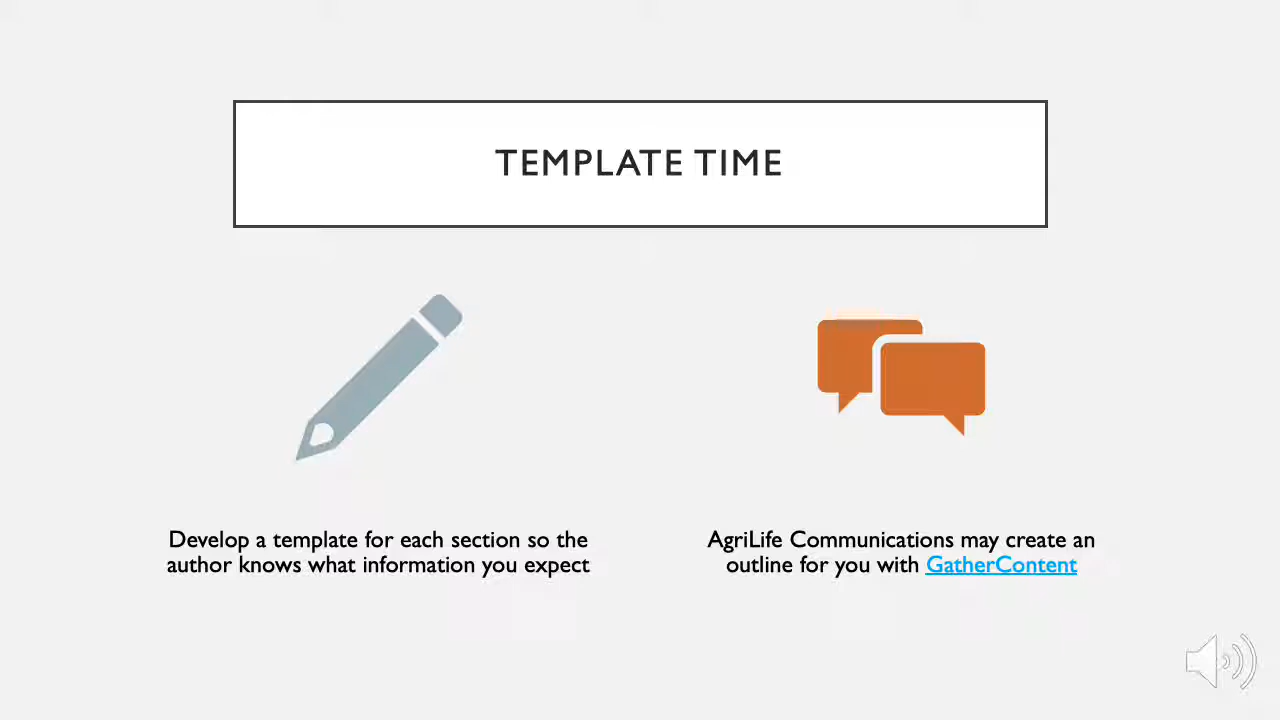 TEMPLATE TIME
Develop a template for each section so the
author knows what information you expect
AgriLife Communications may create an
outline for you with GatherContent